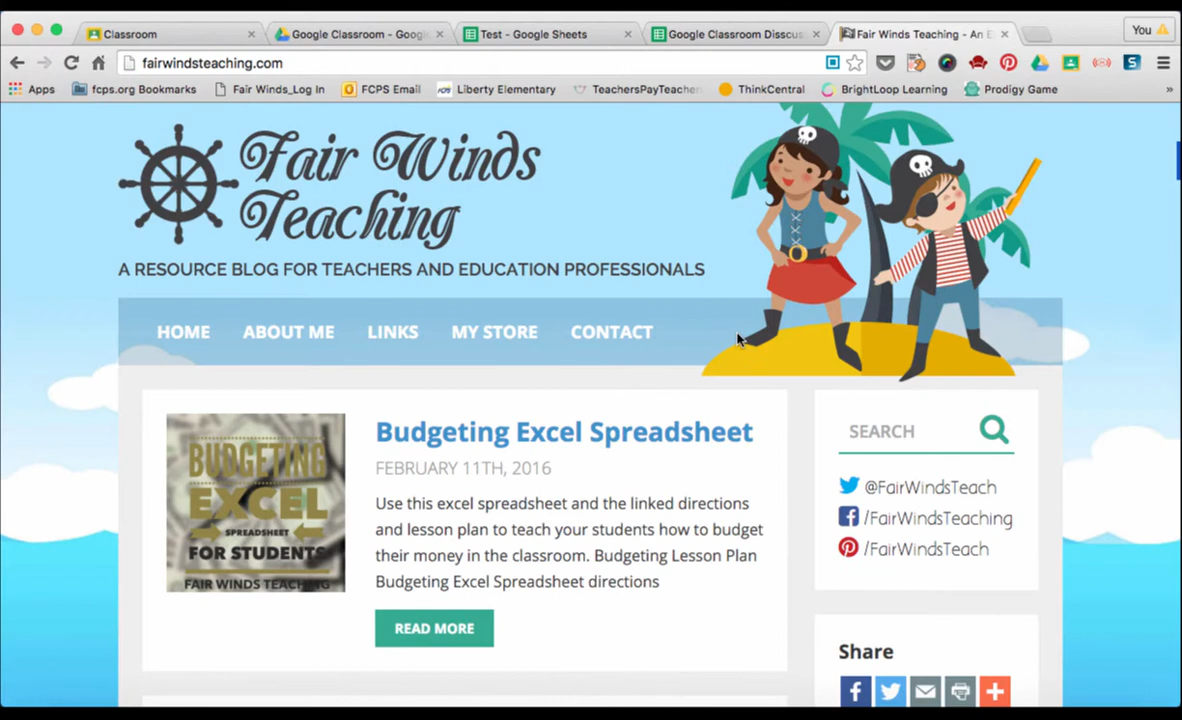 Classroom
Google Classroom - Googl
Test - Google Sheets
Google Classroom Disscus
Fair Winds Teaching - An E
You
fairwindsteaching.com
Apps
fcps.org Bookmarks
Fair Winds_Log In
FCPS Email
Liberty Elementary
TeachersPayTeacher
ThinkCentral
BrightLoop Learning
Prodigy Game
»
Fair Winds
Teaching
A RESOURCE BLOG FOR TEACHERS AND EDUCATION PROFESSIONALS
HOME
ABOUT ME
LINKS
MY STORE
CONTACT
BUDGETING
EXCEL
SPREADSHEET
FOR STUDENTS
FAIR WINDS TEACHING
Budgeting Excel Spreadsheet
FEBRUARY 11TH, 2016
Use this excel spreadsheet and the linked directions
and lesson plan to teach your students how to budget
their money in the classroom. Budgeting Lesson Plan
Budgeting Excel Spreadsheet directions
READ MORE
SEARCH
@FairWindsTeach
/FairWindsTeaching
/FairWindsTeach
Share